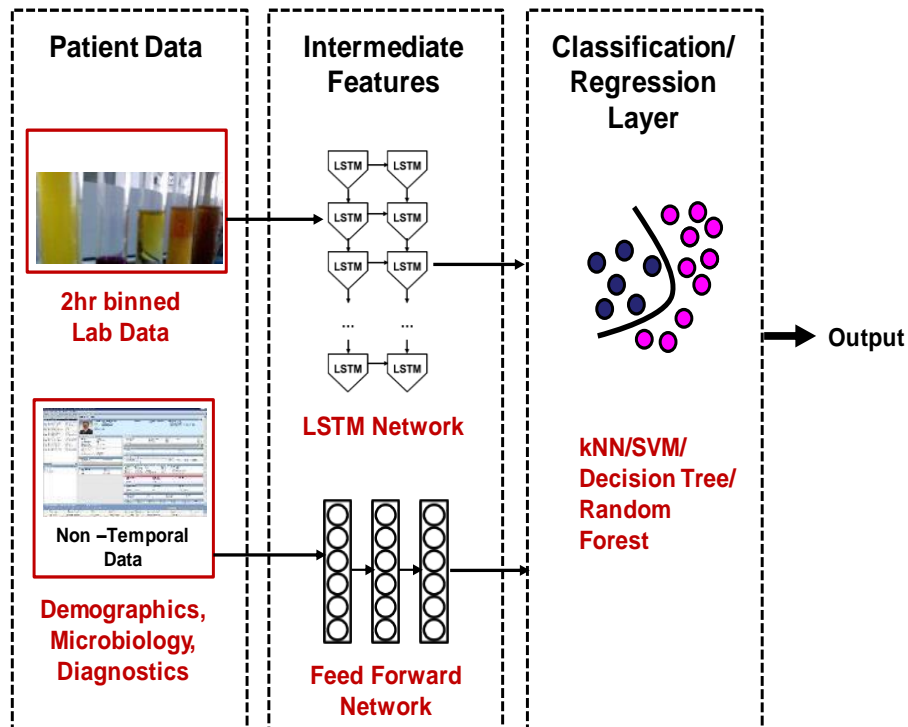 Patient Data
2hr binned
Lab Data
Non –Temporal
Data
Demographics,
Microbiology,
Diagnostics
Intermediate
Features
LSTM LSTM
LSTM LSTM
LSTM LSTM
... ...
LSTM LSTM
LSTM Network
Feed Forward
Network
Classification/
Regression
Layer
kNN/SVM/
Decision Tree/
Random
Forest
Output